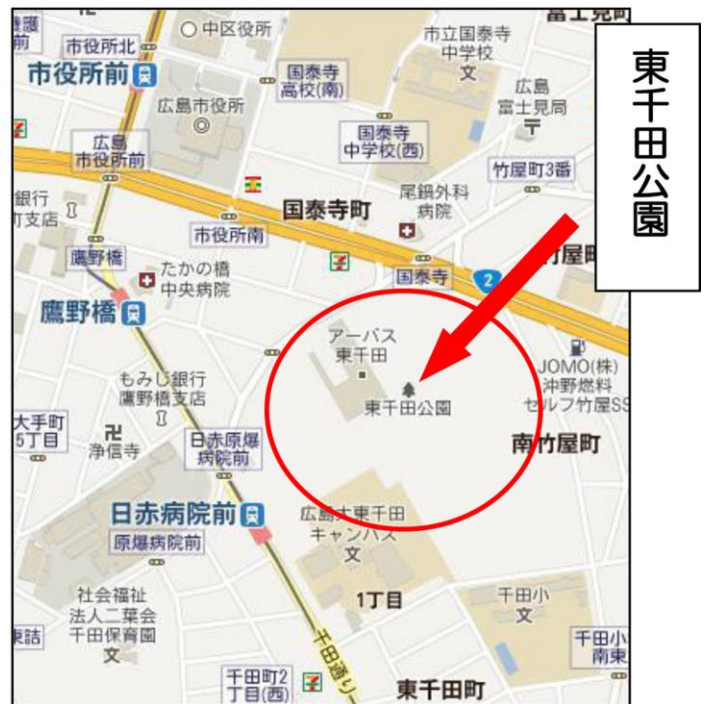 富士見町
中区役所
市役所北
市役所前
国泰寺
高校(南)
市立国泰寺
中学校
文
広島市役所
国泰寺
中学校(西)
広島
富士見局
広島
市役所前
竹屋町3番
尾鍋外科
病院
国泰寺町
市役所南
鷹野橋
たかの橋
中央病院
国泰寺
2
竹屋町
鷹野橋
アーバス
東千田
東千田公園
JOMO(株)
沖野燃料
セルフ竹屋SS
もみじ銀行
鷹野橋支店
大手町
5丁目
卍
浄信寺
日赤原爆
病院前
南竹屋町
日赤病院前
原爆病院前
広島大東千田
キャンパス
文
1丁目
千田小
文
社会福祉
法人二葉会
千田保育園
文
千田通り
千田小
南東
千田町2
丁目(西)
東千田町
東千田公園